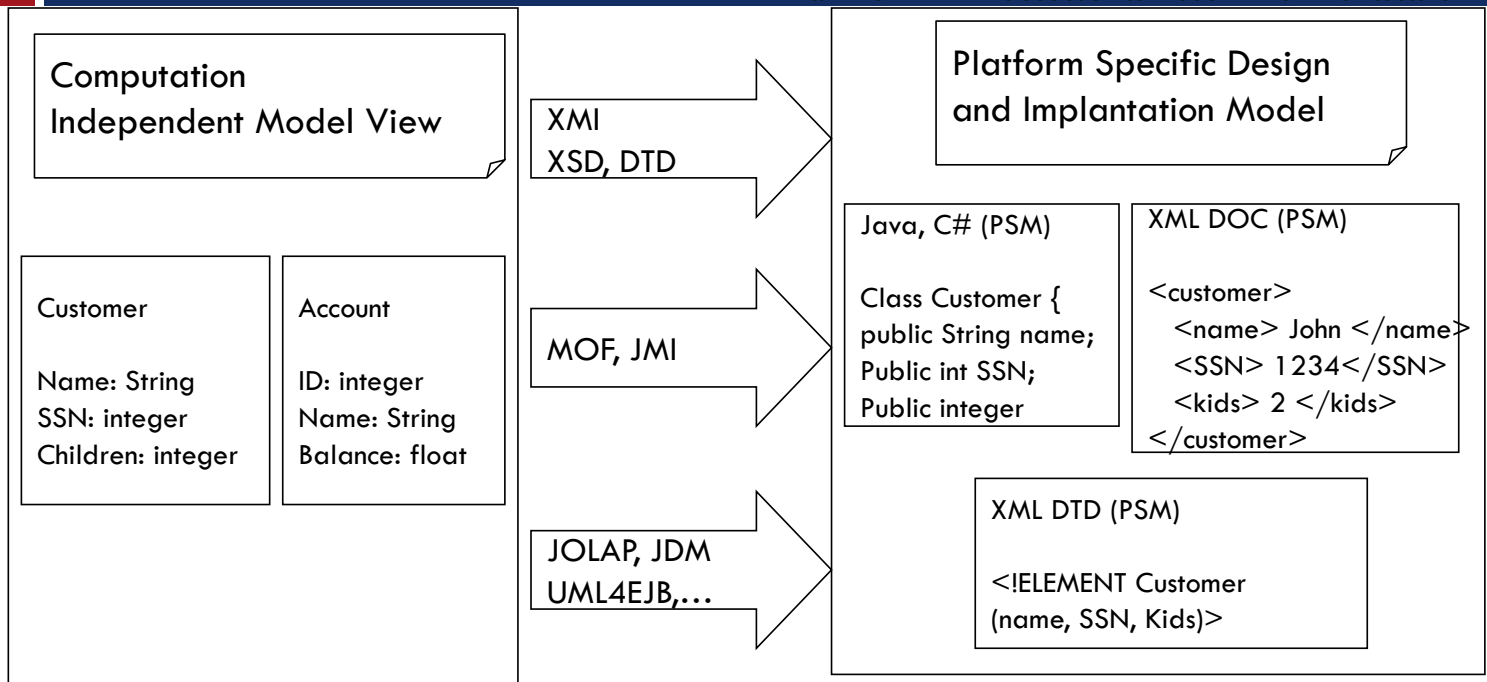 Computation
Independent Model View
Customer
Name: String
SSN: integer
Children: integer
Account
ID: integer
Name: String
Balance: float
XMI
XSD, DTD
MOF, JMI
JOLAP, JDM
UML4EJB,...
Platform Specific Design
and Implantation Model
Java, C# (PSM)
Class Customer {
public String name;
Public int SSN;
Public integer
XML DOC (PSM)
<customer>
<name> John </name>
<SSN> 1234</SSN>
<kids> 2 </kids>
</customer>
XML DTD (PSM)
<!ELEMENT Customer
(name, SSN, Kids)>